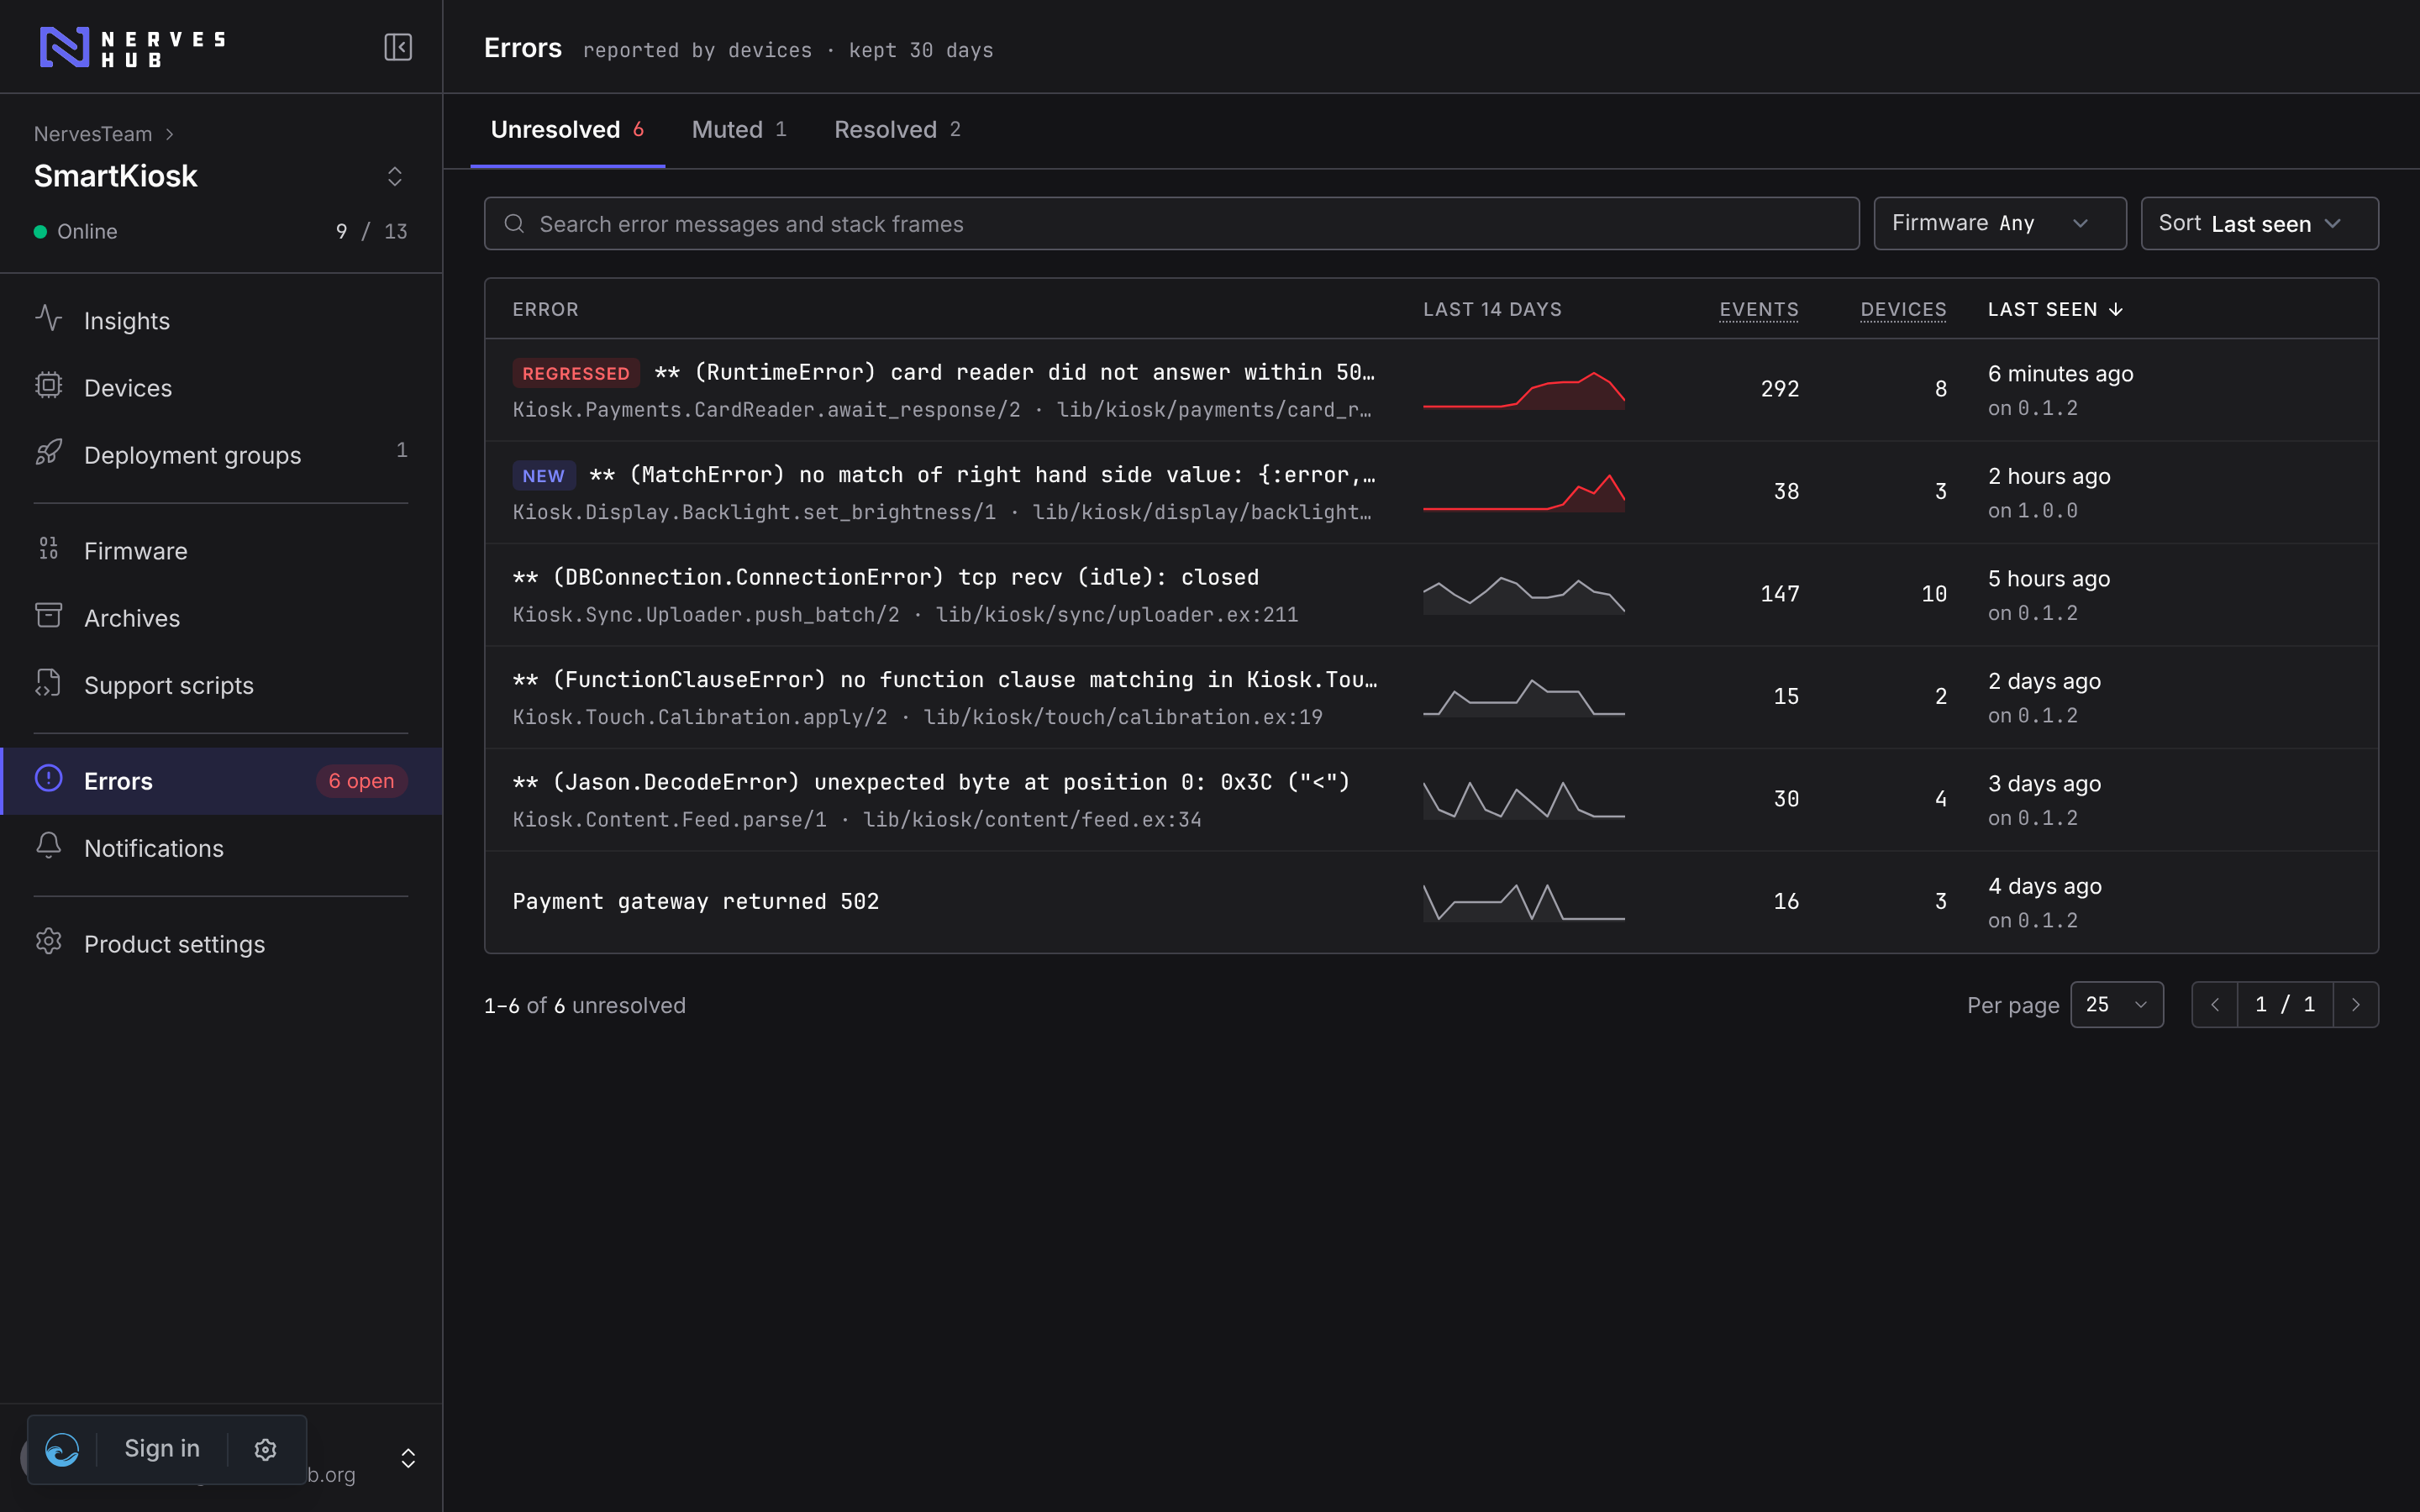 NERVES
HUB
NervesTeam
SmartKiosk
Online 9 / 13
Insights
Devices
Deployment groups 1
Firmware
Archives
Support scripts
Errors 6 open
Notifications
Product settings
Sign in
b.org
Errors reported by devices · kept 30 days
Unresolved 6 Muted 1 Resolved 2
Search error messages and stack frames
Firmware Any
Sort Last seen
ERROR LAST 14 DAYS EVENTS DEVICES LAST SEEN ↓
REGRESSED ** (RuntimeError) card reader did not answer within 50… 292 8 6 minutes ago
Kiosk.Payments.CardReader.await_response/2 · lib/kiosk/payments/card_r… on 0.1.2
NEW ** (MatchError) no match of right hand side value: {:error,… 38 3 2 hours ago
Kiosk.Display.Backlight.set_brightness/1 · lib/kiosk/display/backlight… on 1.0.0
** (DBConnection.ConnectionError) tcp recv (idle): closed 147 10 5 hours ago
Kiosk.Sync.Uploader.push_batch/2 · lib/kiosk/sync/uploader.ex:211 on 0.1.2
** (FunctionClauseError) no function clause matching in Kiosk.Tou… 15 2 2 days ago
Kiosk.Touch.Calibration.apply/2 · lib/kiosk/touch/calibration.ex:19 on 0.1.2
** (Jason.DecodeError) unexpected byte at position 0: 0x3C ("<") 30 4 3 days ago
Kiosk.Content.Feed.parse/1 · lib/kiosk/content/feed.ex:34 on 0.1.2
Payment gateway returned 502 16 3 4 days ago
on 0.1.2
1–6 of 6 unresolved
Per page 25 1 / 1